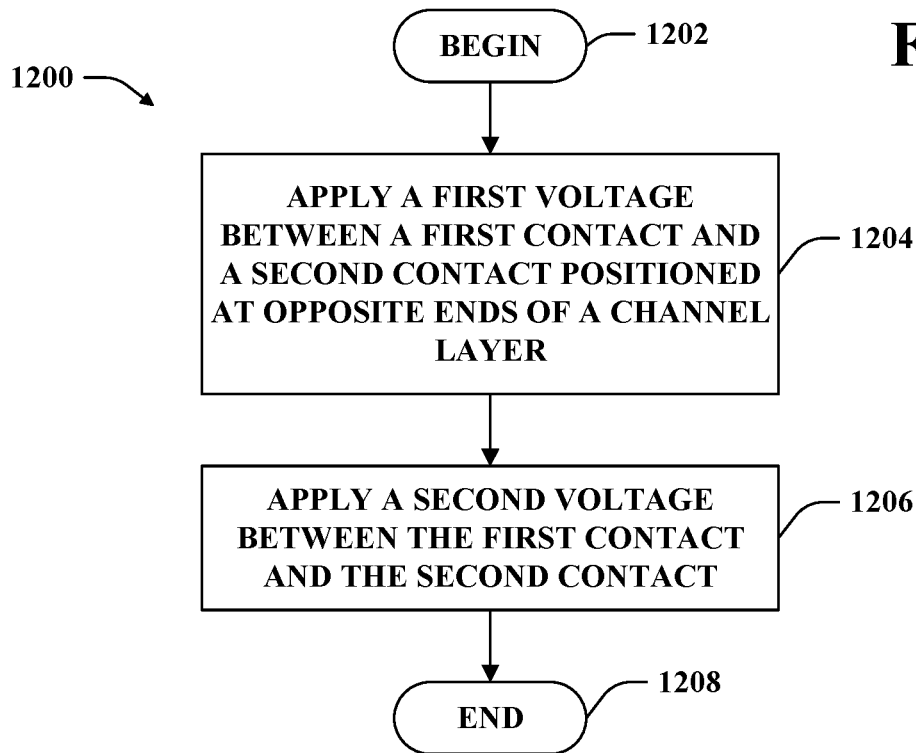 BEGIN
1202
F
1200
APPLY A FIRST VOLTAGE
BETWEEN A FIRST CONTACT AND
A SECOND CONTACT POSITIONED
AT OPPOSITE ENDS OF A CHANNEL
LAYER
1204
APPLY A SECOND VOLTAGE
BETWEEN THE FIRST CONTACT
AND THE SECOND CONTACT
1206
END
1208